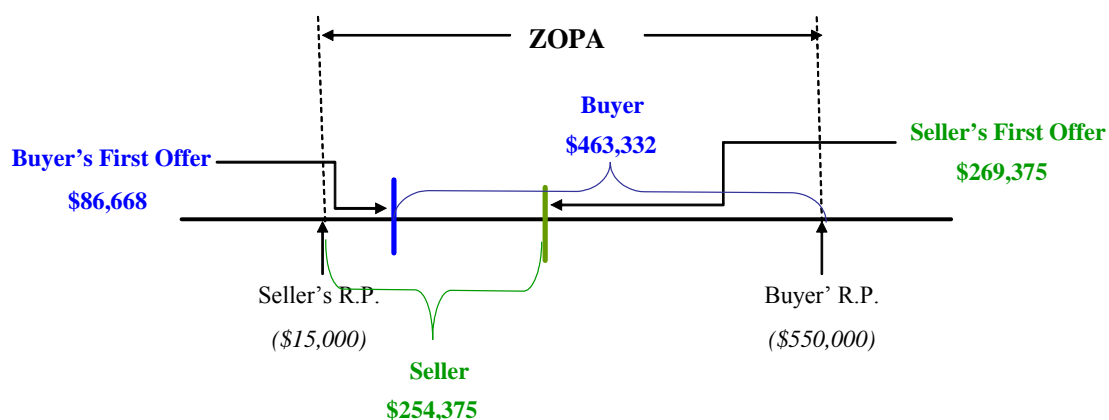 ZOPA
Buyer
$463,332
Buyer’s First Offer
$86,668
Seller’s First Offer
$269,375
Seller’s R.P.
($15,000)
Buyer’ R.P.
($550,000)
Seller
$254,375